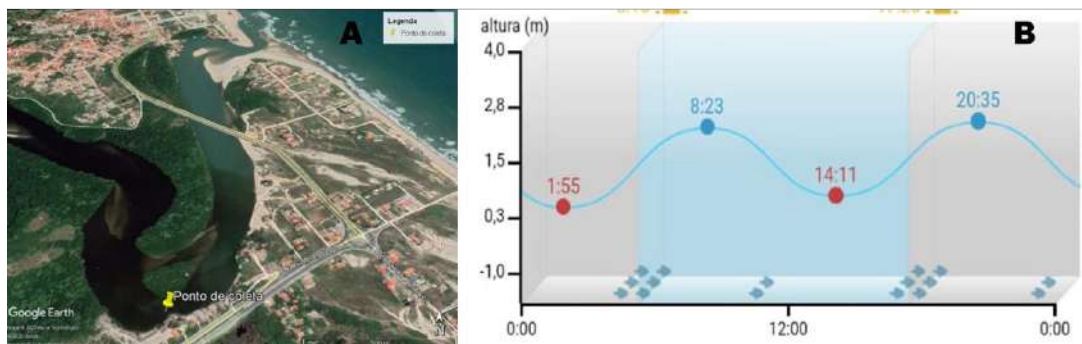 A
Legenda
Ponto de coleta
Ponto de coleta
Google Earth
N
altura (m)
B
4,0
2,8
1,5
0,3
-1,0
8:23
20:35
1:55
14:11
0:00
12:00
0:00